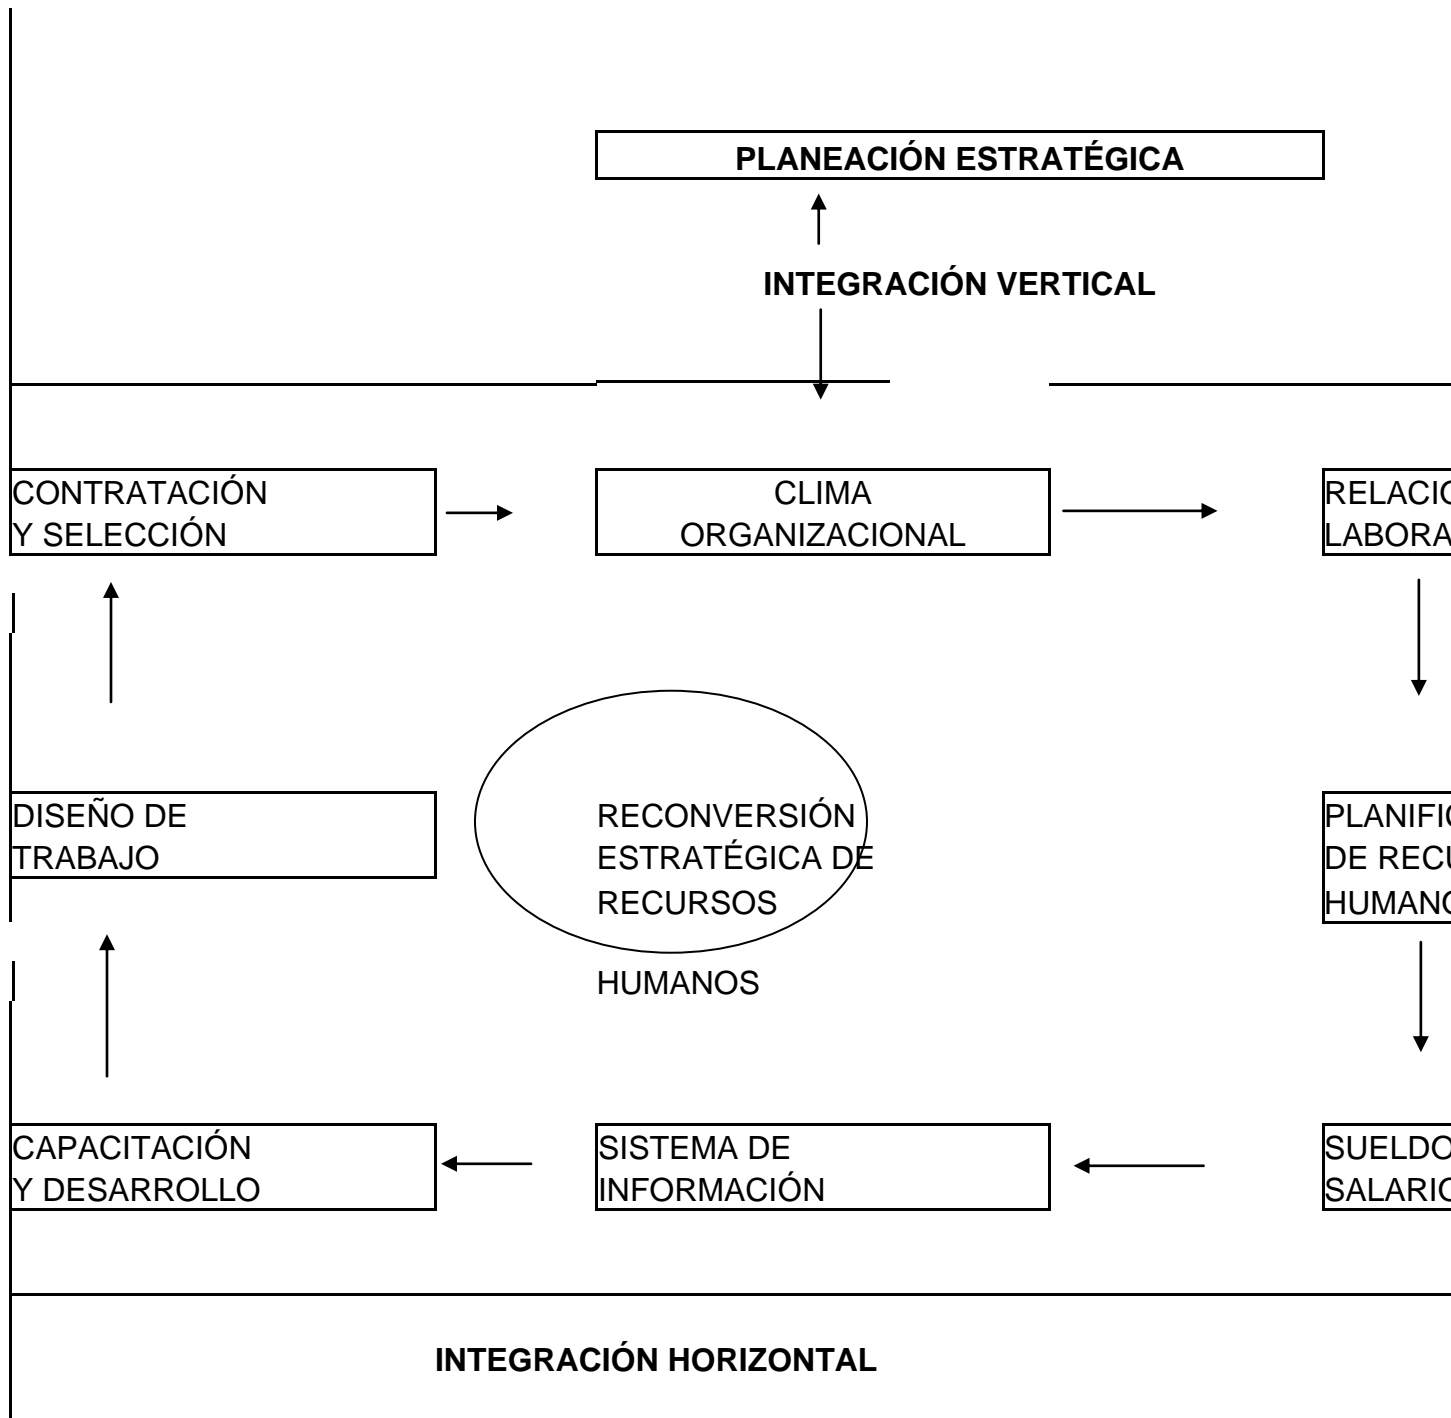 PLANEACIÓN ESTRATÉGICA
INTEGRACIÓN VERTICAL
CONTRATACIÓN
Y SELECCIÓN
CLIMA
ORGANIZACIONAL
DISEÑO DE
TRABAJO
RECONVERSIÓN
ESTRATÉGICA DE
RECURSOS
HUMANOS
DE
CAPACITACIÓN
Y DESARROLLO
SISTEMA DE
INFORMACIÓN
INTEGRACIÓN HORIZONTAL